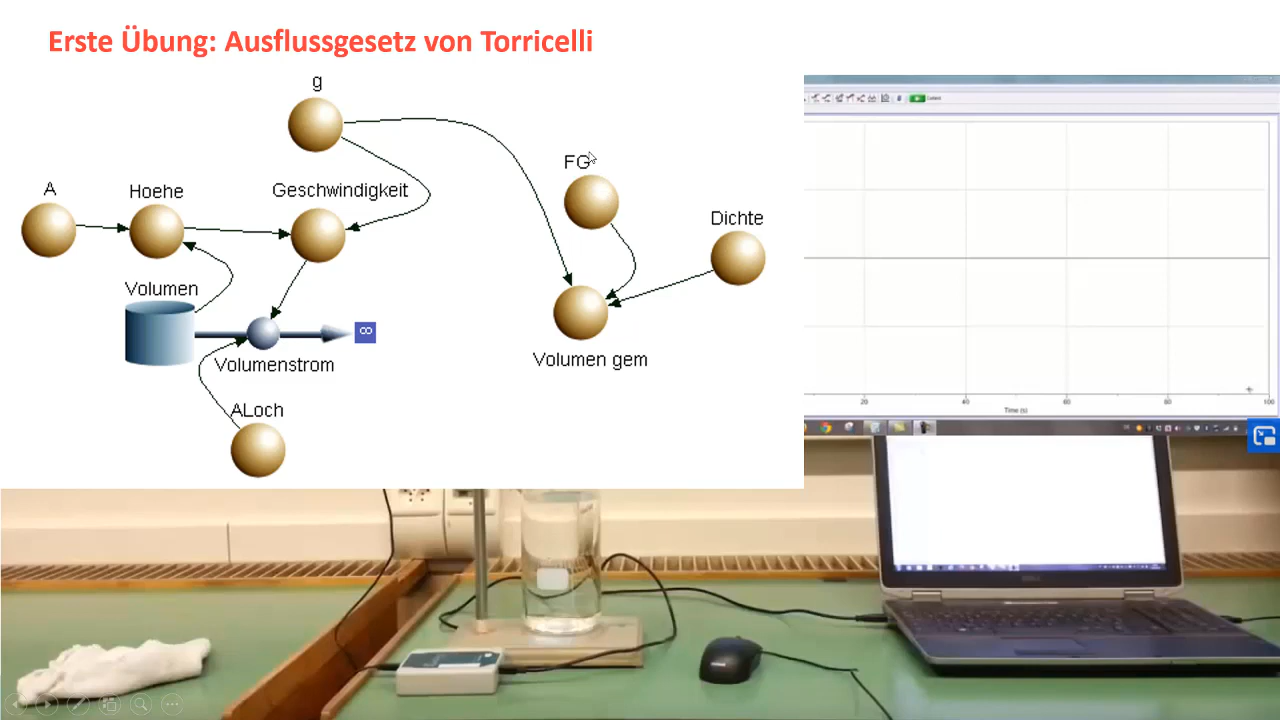 Erste Übung: Ausflussgesetz von Torricelli
g
FG
A
Hoehe
Geschwindigkeit
Dichte
Volumen
∞
Volumenstrom
Volumen gem
ALoch
20
40
60
80
100
Time (s)